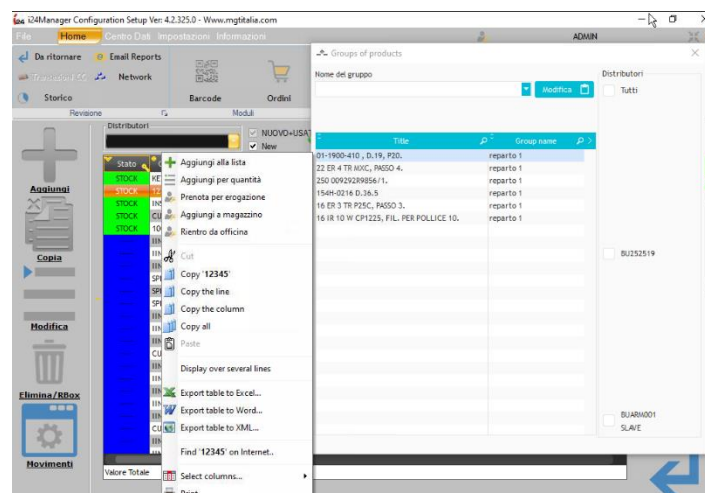 i24Manager Configuration Setup Ver: 4.2.325.0 - Www.mgtitalia.com
File Home Centro Dati Impostazioni Informazioni ADMIN
Da ritornare Email Reports
Network
Storico Barcode Ordini
Revisione Moduli
Distributori
NUOVO+USAT
New
Aggiungi
Copia
Modifica
Elimina/RBox
Movimenti
Stato
STOCK
STOCK
STOCK
STOCK
STOCK
Valore Totale
Aggiungi alla lista
Aggiungi per quantità
Prenota per erogazione
Aggiungi a magazzino
Rientro da officina
Cut
Copy '12345'
Copy the line
Copy the column
Copy all
Paste
Display over several lines
Export table to Excel...
Export table to Word...
Export table to XML...
Find '12345' on Internet..
Select columns...
Print
Groups of products
Nome del gruppo
Modifica
Title Group name
01-1900-410 , D.19, P20. reparto 1
22 ER 4 TR MXC, PASSO 4. reparto 1
250 009292R9856/1. reparto 1
154H-0216 D.36.5 reparto 1
16 ER 3 TR P25C, PASSO 3. reparto 1
16 IR 10 W CP1225, FIL. PER POLLICE 10. reparto 1
Distributori
Tutti
BU252519
BUARM001
SLAVE